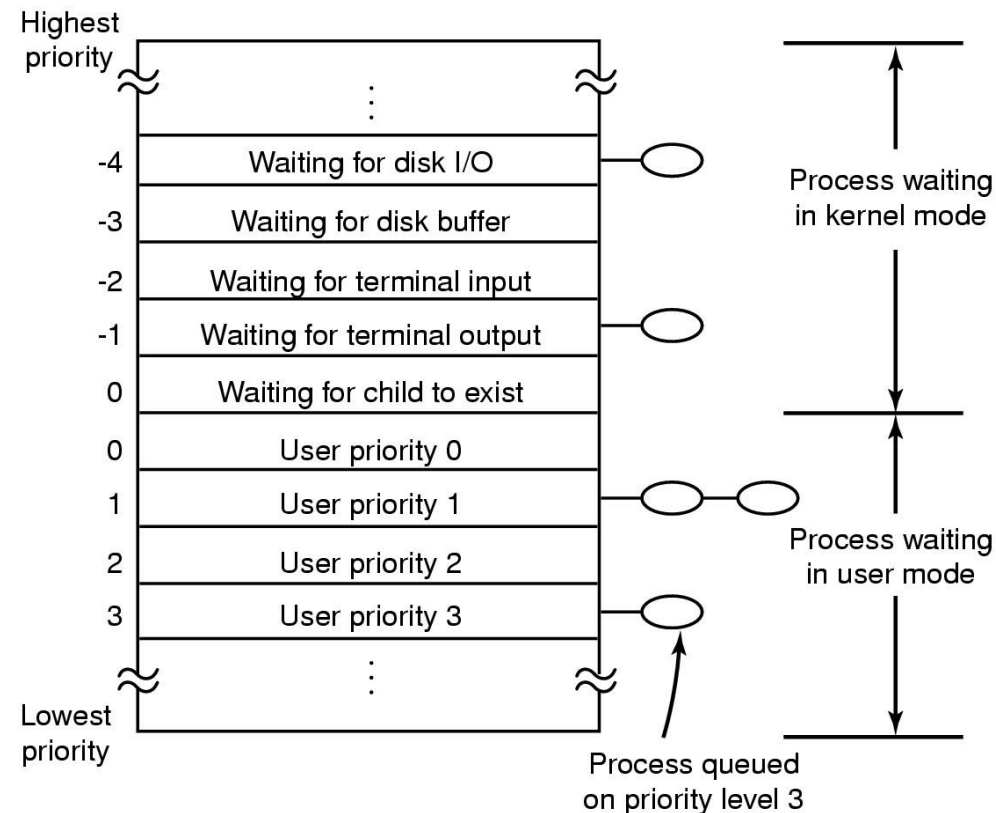 Highest
priority
-4 Waiting for disk I/O
-3 Waiting for disk buffer
-2 Waiting for terminal input
-1 Waiting for terminal output
0 Waiting for child to exist
0 User priority 0
1 User priority 1
2 User priority 2
3 User priority 3
Lowest
priority
Process waiting
in kernel mode
Process waiting
in user mode
Process queued
on priority level 3